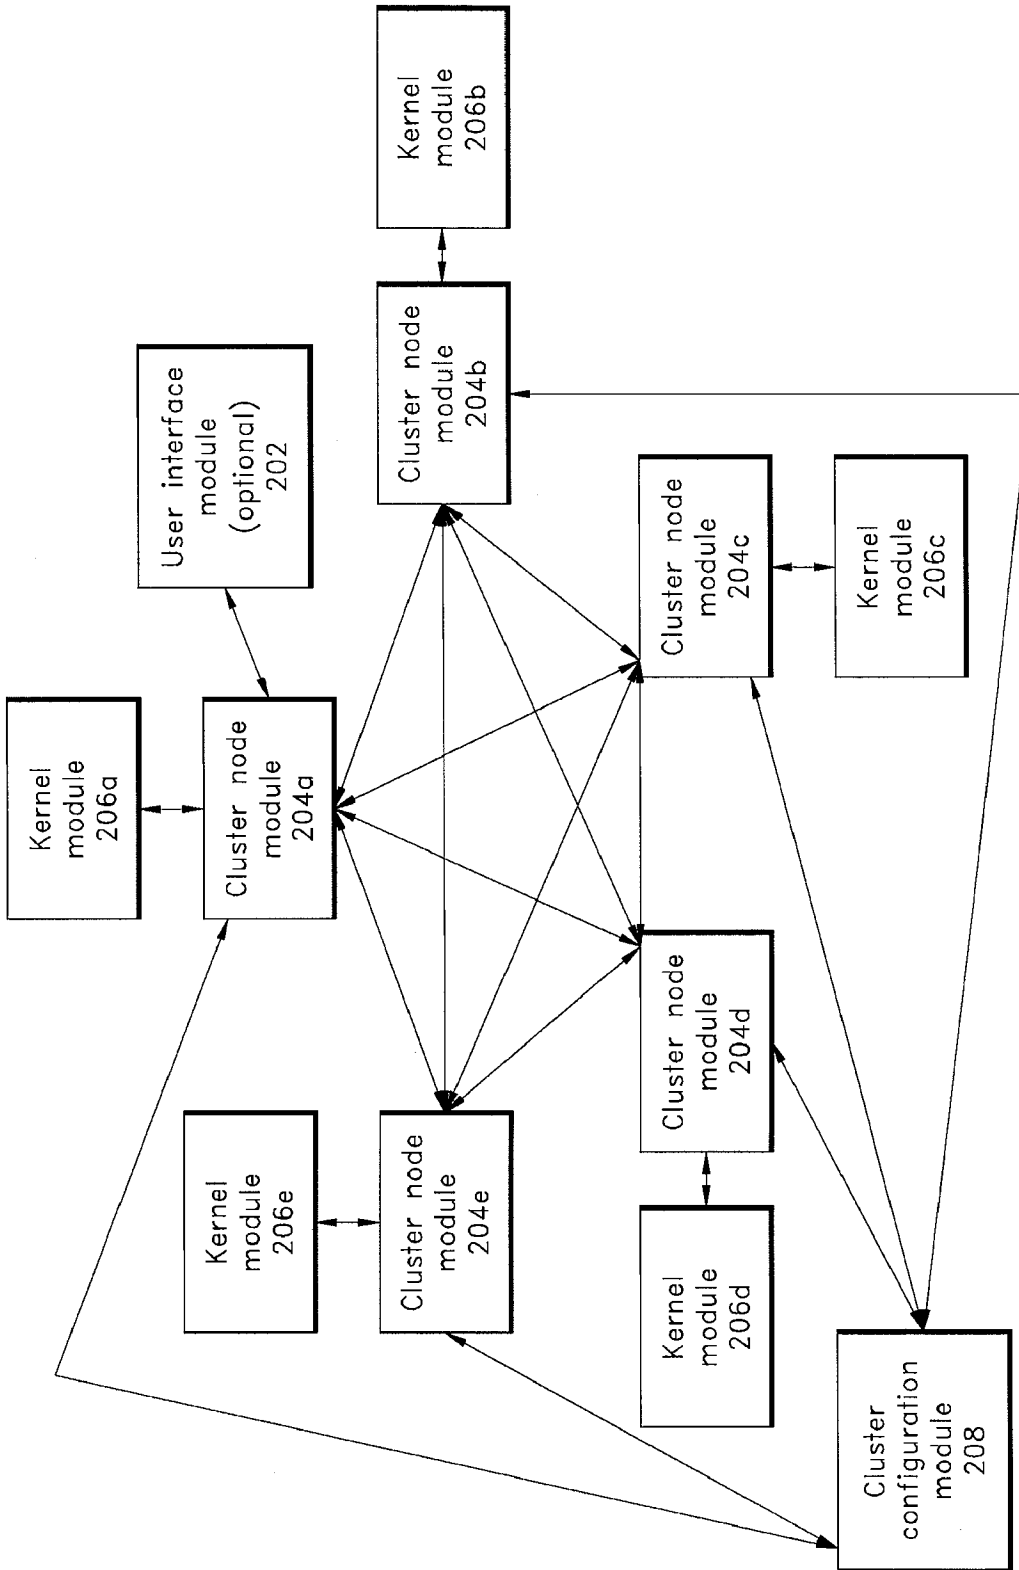 Kernel
module
206a
User interface
module
(optional)
202
Cluster node
module
204a
Kernel
module
206e
Cluster node
module
204e
Cluster node
module
204b
Kernel
module
206b
Kernel
module
206d
Cluster node
module
204d
Cluster node
module
204c
Kernel
module
206c
Cluster
configuration
module
208